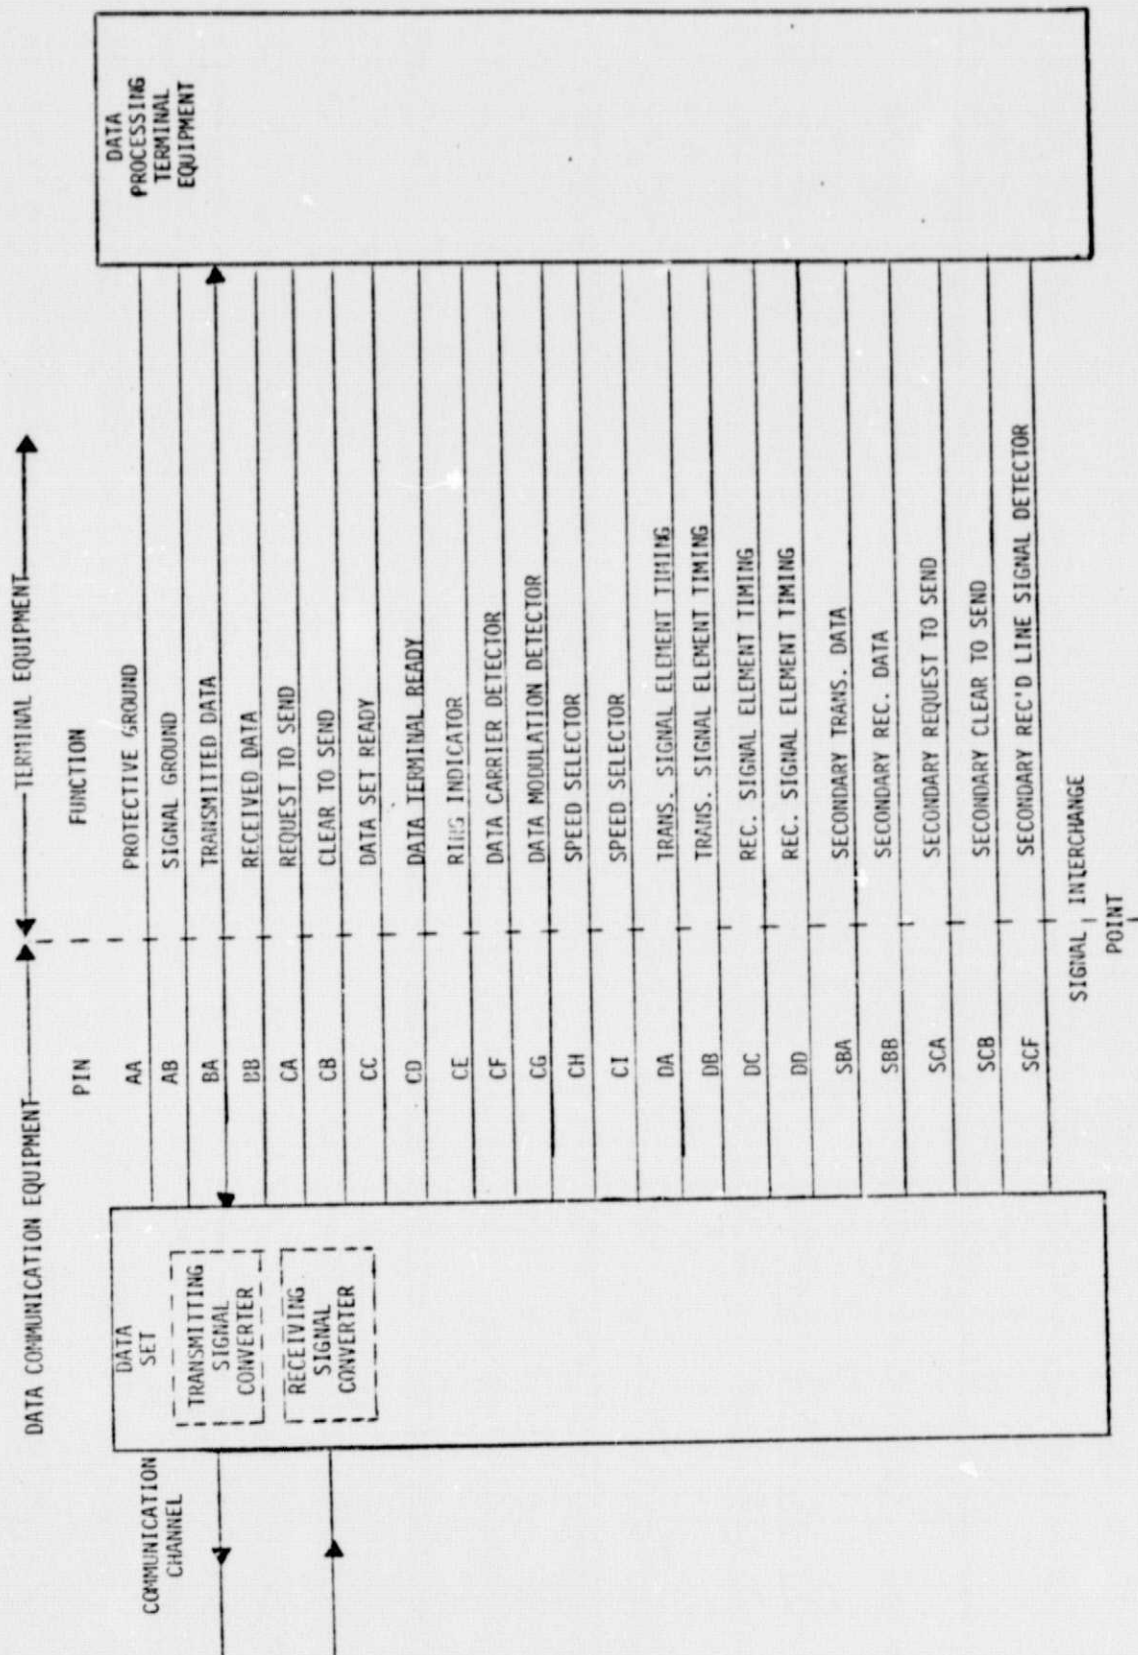 DATA COMMUNICATION EQUIPMENT
TERMINAL EQUIPMENT
PIN
FUNCTION
COMMUNICATION
CHANNEL
DATA
SET
TRANSMITTING
SIGNAL
CONVERTER
RECEIVING
SIGNAL
CONVERTER
AA PROTECTIVE GROUND
AB SIGNAL GROUND
BA TRANSMITTED DATA
BB RECEIVED DATA
CA REQUEST TO SEND
CB CLEAR TO SEND
CC DATA SET READY
CD DATA TERMINAL READY
CE RING INDICATOR
CF DATA CARRIER DETECTOR
CG DATA MODULATION DETECTOR
CH SPEED SELECTOR
CI SPEED SELECTOR
DA TRANS. SIGNAL ELEMENT TIMING
DB TRANS. SIGNAL ELEMENT TIMING
DC REC. SIGNAL ELEMENT TIMING
DD REC. SIGNAL ELEMENT TIMING
SBA SECONDARY TRANS. DATA
SBB SECONDARY REC. DATA
SCA SECONDARY REQUEST TO SEND
SCB SECONDARY CLEAR TO SEND
SCF SECONDARY REC'D LINE SIGNAL DETECTOR
SIGNAL INTERCHANGE
POINT
DATA
PROCESSING
TERMINAL
EQUIPMENT